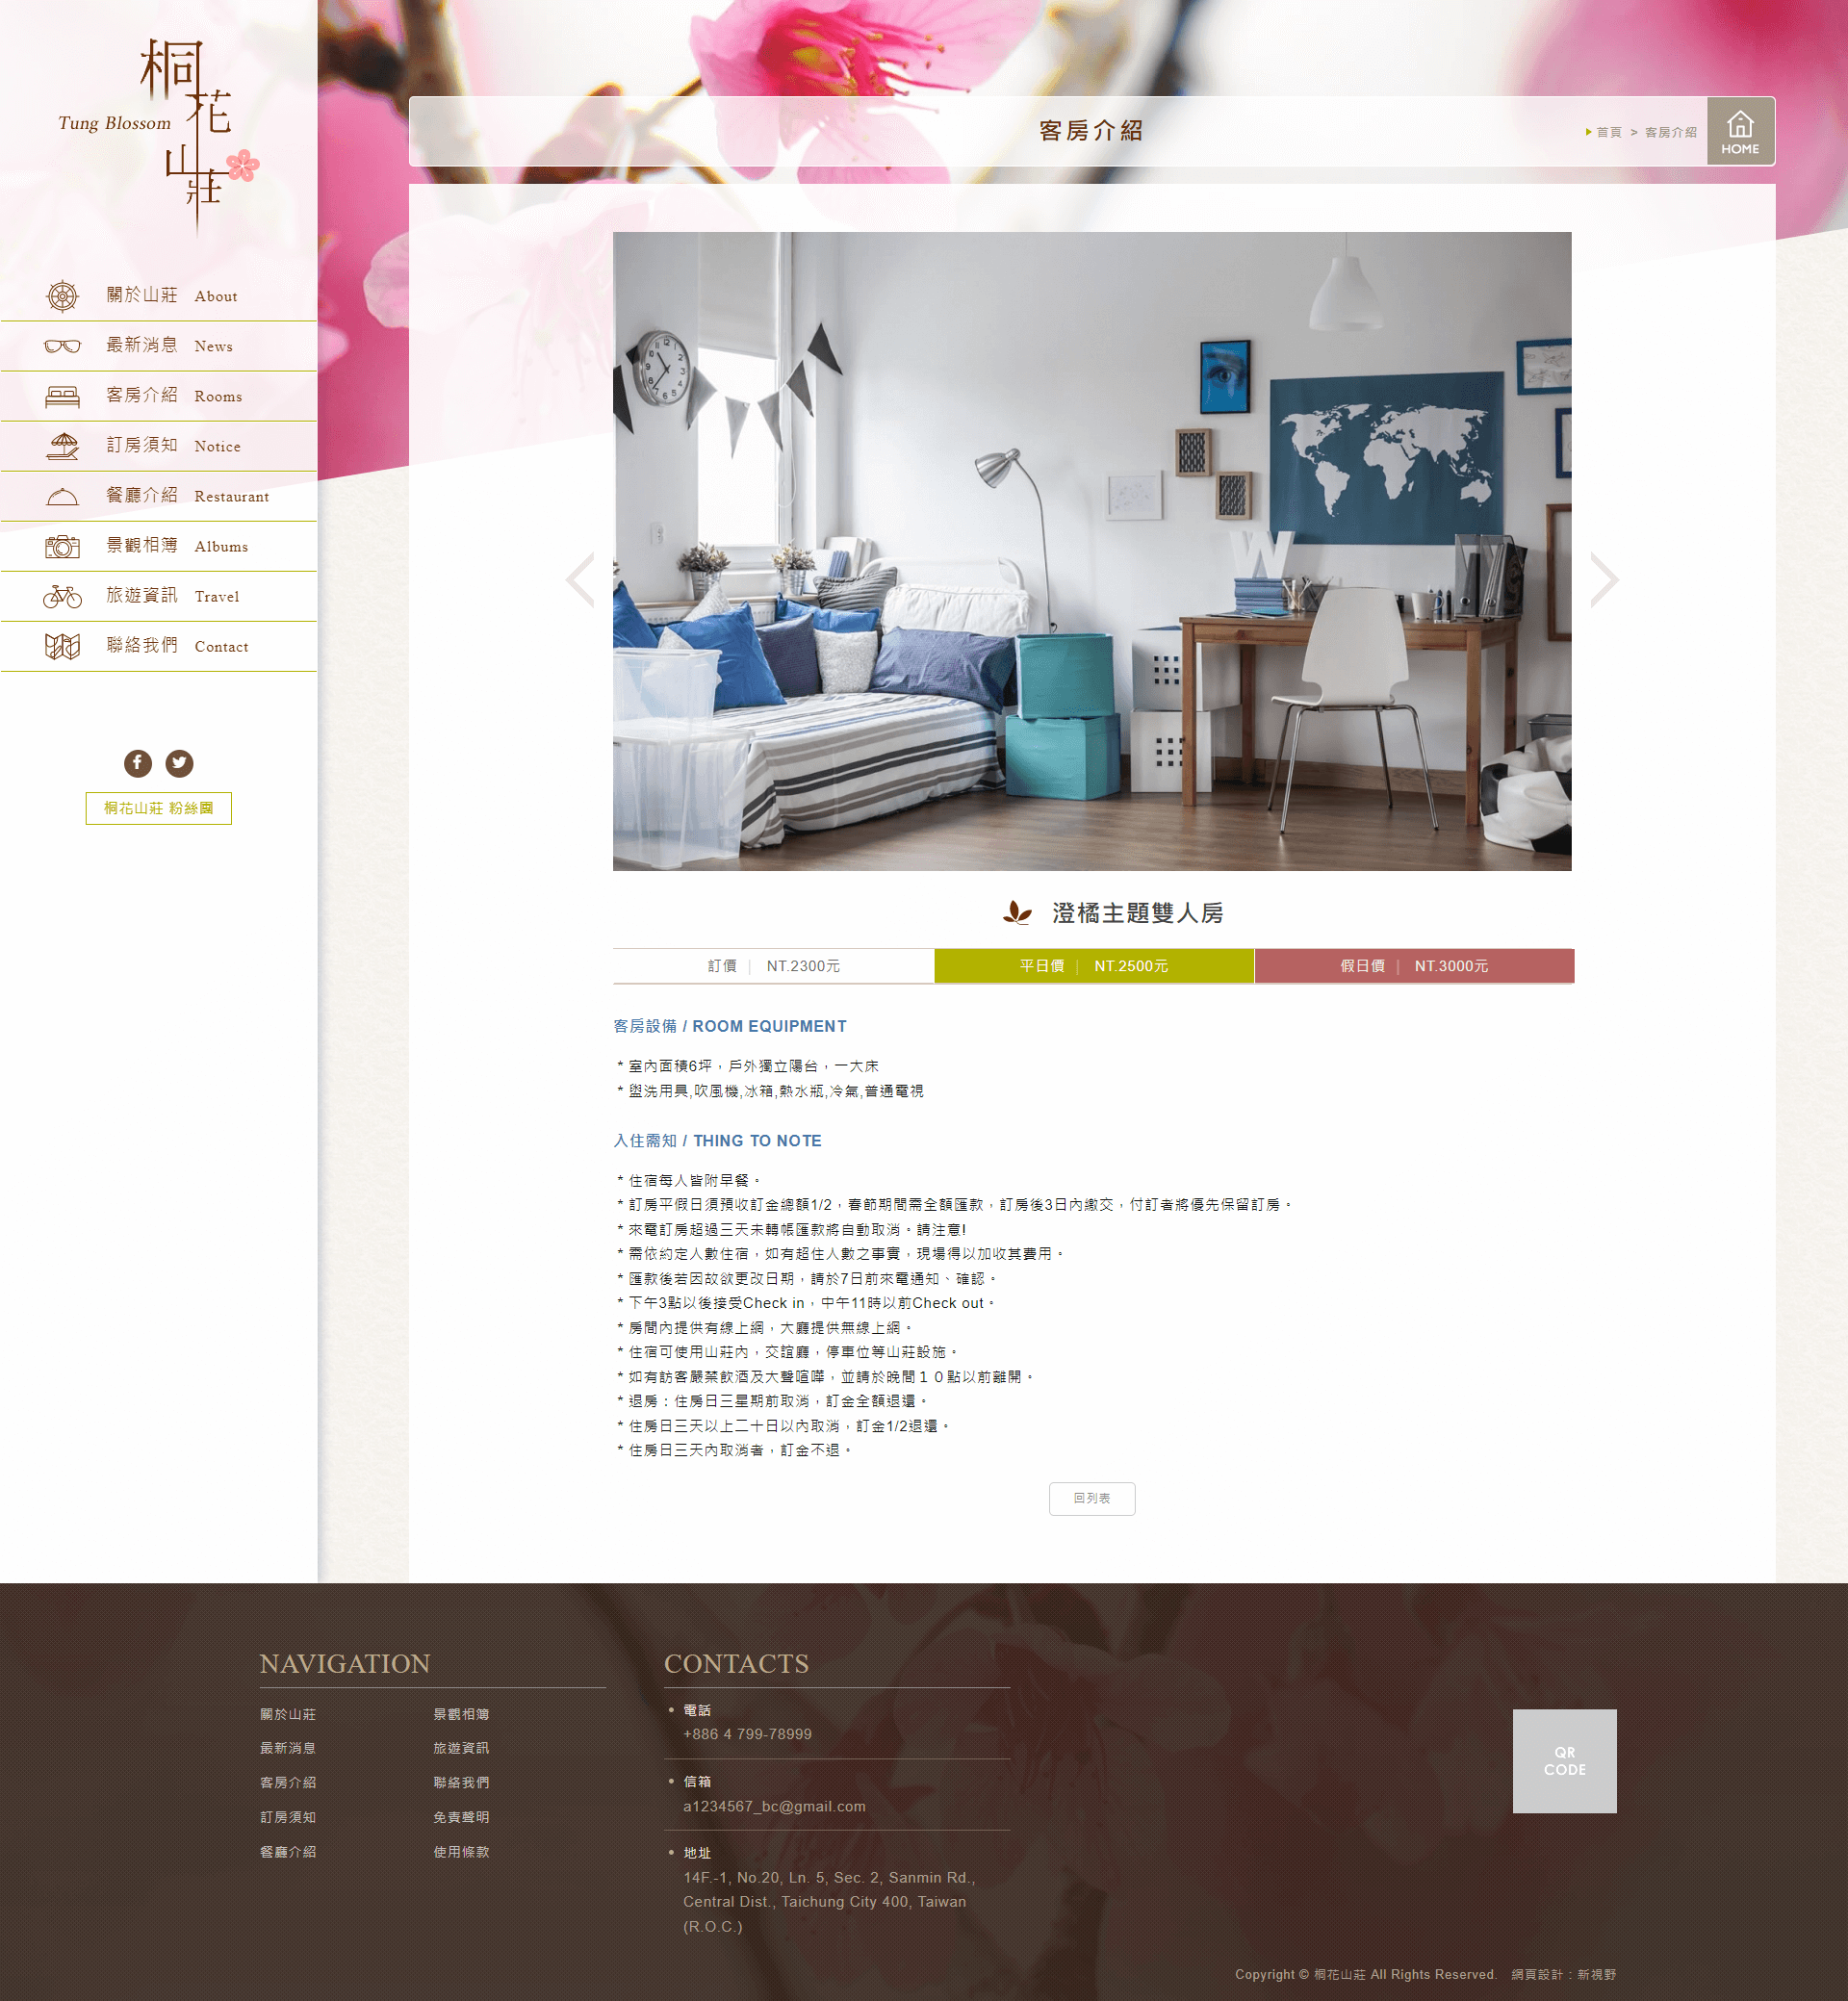 桐花山莊
Tung Blossom
關於山莊 About
最新消息 News
客房介紹 Rooms
訂房須知 Notice
餐廳介紹 Restaurant
景觀相簿 Albums
旅遊資訊 Travel
聯絡我們 Contact
桐花山莊 粉絲團
客房介紹
首頁 > 客房介紹
HOME
W
澄橘主題雙人房
訂價 | NT.2300元
平日價 | NT.2500元
假日價 | NT.3000元
客房設備 / ROOM EQUIPMENT
* 室內面積6坪，戶外獨立陽台，一大床
* 盥洗用具,吹風機,冰箱,熱水瓶,冷氣,普通電視
入住需知 / THING TO NOTE
* 住宿每人皆附早餐。
* 訂房平假日須預收訂金總額1/2，春節期間需全額匯款，訂房後3日內繳交，付訂者將優先保留訂房。
* 來電訂房超過三天未轉帳匯款將自動取消。請注意!
* 需依約定人數住宿，如有超住人數之事實，現場得以加收其費用。
* 匯款後若因故欲更改日期，請於7日前來電通知、確認。
* 下午3點以後接受Check in，中午11時以前Check out。
* 房間內提供有線上網，大廳提供無線上網。
* 住宿可使用山莊內，交誼廳，停車位等山莊設施。
* 如有訪客嚴禁飲酒及大聲喧嘩，並請於晚間１０點以前離開。
* 退房：住房日三星期前取消，訂金全額退還。
* 住房日三天以上二十日以內取消，訂金1/2退還。
* 住房日三天內取消者，訂金不退。
回列表
NAVIGATION
關於山莊
最新消息
客房介紹
訂房須知
餐廳介紹
景觀相簿
旅遊資訊
聯絡我們
免責聲明
使用條款
CONTACTS
電話
+886 4 799-78999
信箱
a1234567_bc@gmail.com
地址
14F.-1, No.20, Ln. 5, Sec. 2, Sanmin Rd.,
Central Dist., Taichung City 400, Taiwan
(R.O.C.)
QR
CODE
Copyright © 桐花山莊 All Rights Reserved. 網頁設計：新視野